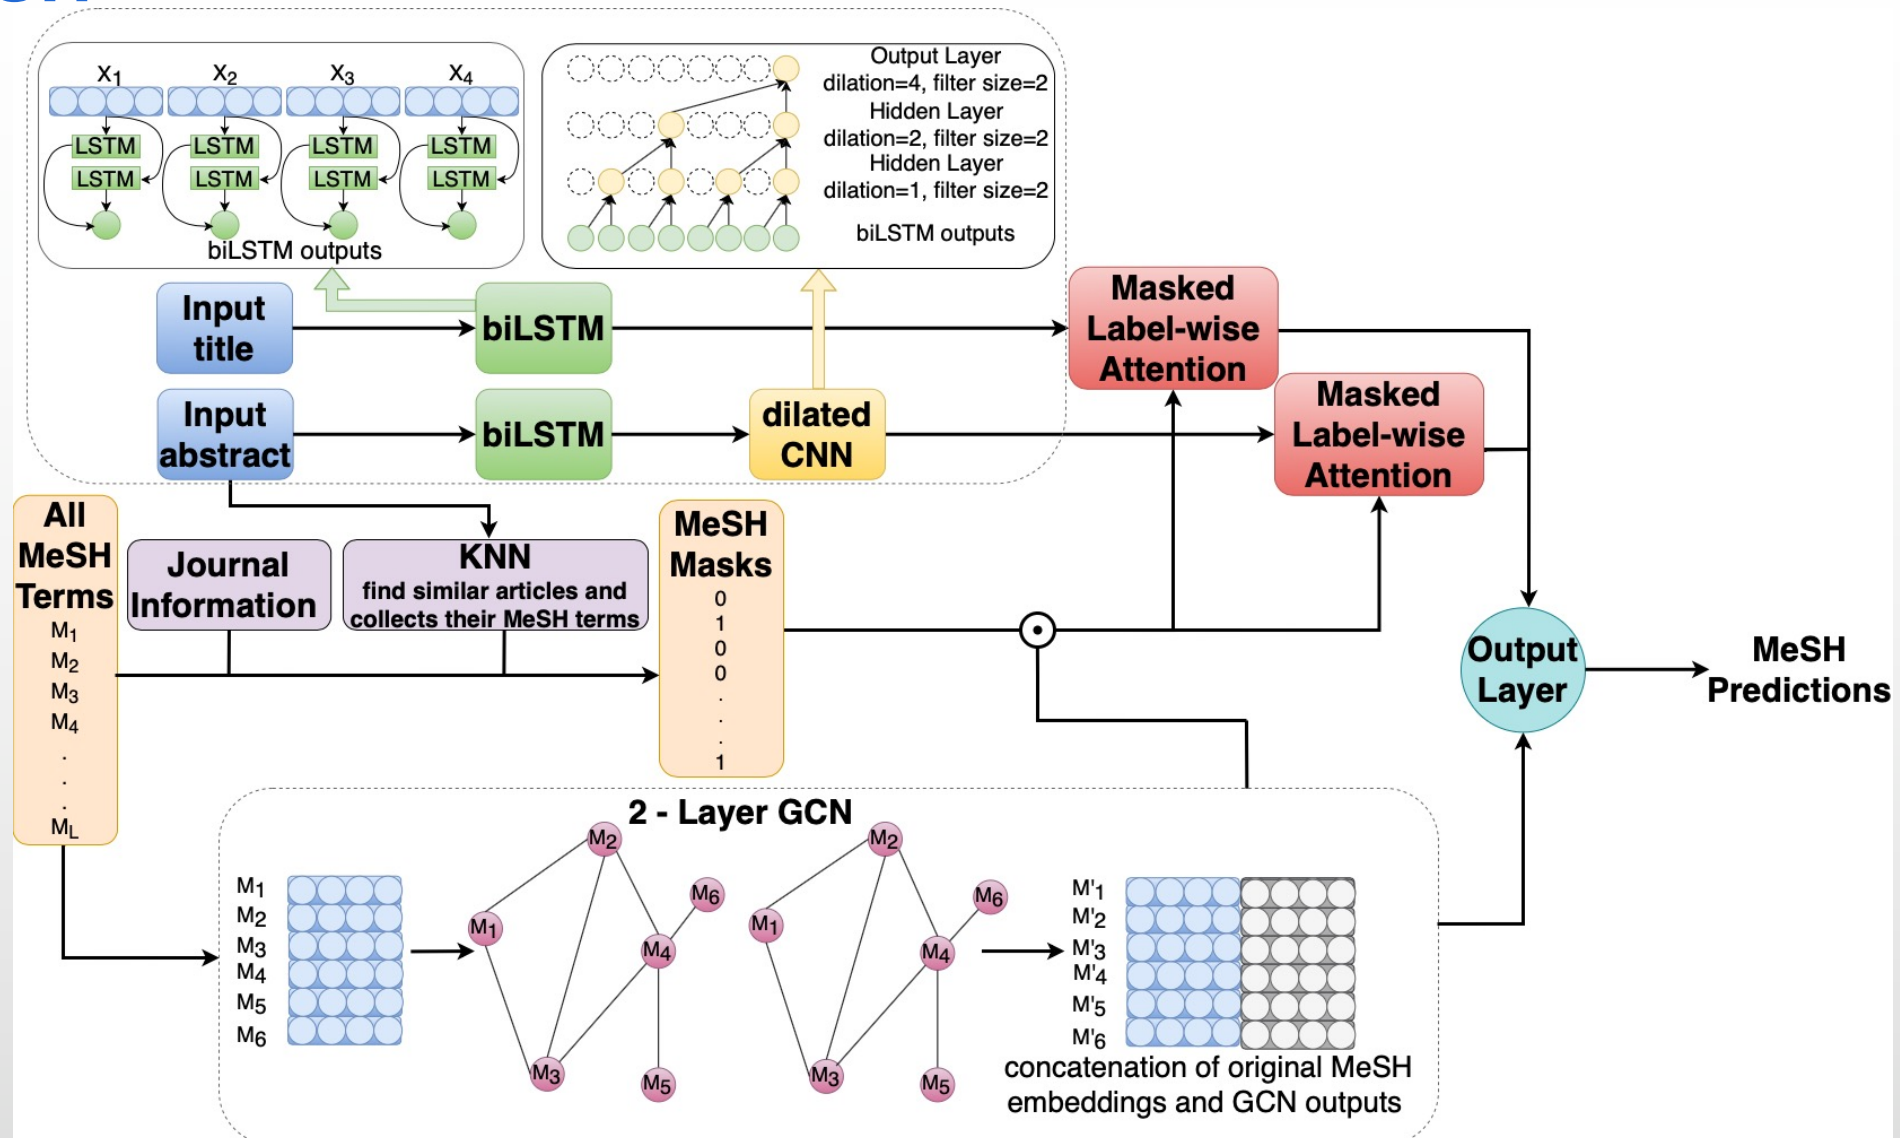 X1 X2 X3 X4
LSTM LSTM LSTM LSTM
LSTM LSTM LSTM LSTM
biLSTM outputs
Output Layer
dilation=4, filter size=2
Hidden Layer
dilation=2, filter size=2
Hidden Layer
dilation=1, filter size=2
biLSTM outputs
Input
title
biLSTM
Masked
Label-wise
Attention
Input
abstract
biLSTM
dilated
CNN
Masked
Label-wise
Attention
All
MeSH
Terms
M1
M2
M3
M4
.
.
.
ML
Journal
Information
KNN
find similar articles and
collects their MeSH terms
MeSH
Masks
0
1
0
0
.
.
.
1
Output
Layer
MeSH
Predictions
2 - Layer GCN
M1
M2
M3
M4
M5
M6
M2
M6
M1
M4
M3
M5
M2
M6
M1
M4
M3
M5
M'1
M'2
M'3
M'4
M'5
M'6
concatenation of original MeSH
embeddings and GCN outputs